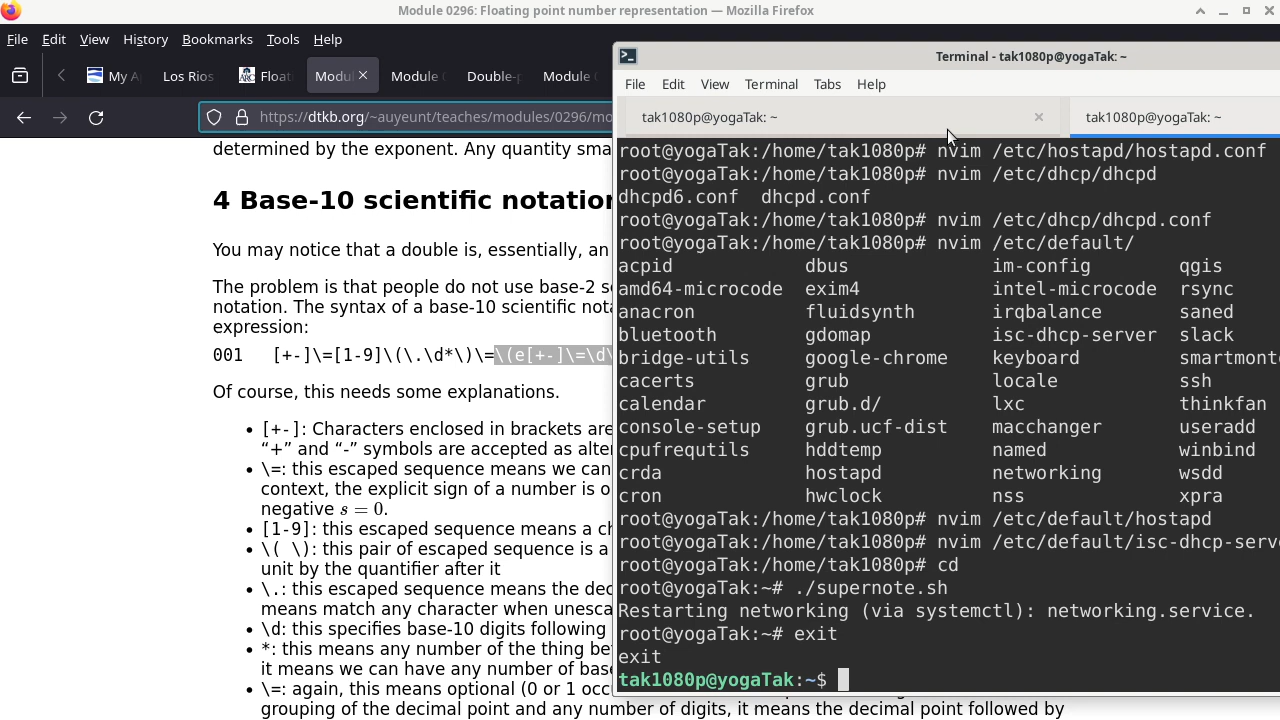 Module 0296: Floating point number representation — Mozilla Firefox
File Edit View History Bookmarks Tools Help
My A Los Rios ARC Float Modul Module Double-p Module
https://dtkb.org/~auyeunt/teaches/modules/0296/mo
determined by the exponent. Any quantity sma
4 Base-10 scientific notation
You may notice that a double is, essentially, an
The problem is that people do not use base-2 s
notation. The syntax of a base-10 scientific nota
expression:
001 [+-]\=[1-9]\(\.\d*\)\=\(e[+-]\=\d\
Of course, this needs some explanations.
• [+-]: Characters enclosed in brackets are
“+” and “-” symbols are accepted as alter
• \=: this escaped sequence means we can
context, the explicit sign of a number is o
negative s = 0.
• [1-9]: this escaped sequence means a ch
• \( \): this pair of escaped sequence is a
unit by the quantifier after it
• \.: this escaped sequence means the dec
means match any character when unesca
• \d: this specifies base-10 digits following
• *: this means any number of the thing be
it means we can have any number of base
• \=: again, this means optional (0 or 1 occ
grouping of the decimal point and any number of digits, it means the decimal point followed by
Terminal - tak1080p@yogaTak: ~
File Edit View Terminal Tabs Help
tak1080p@yogaTak: ~ tak1080p@yogaTak: ~
root@yogaTak:/home/tak1080p# nvim /etc/hostapd/hostapd.conf
root@yogaTak:/home/tak1080p# nvim /etc/dhcp/dhcpd
dhcpd6.conf dhcpd.conf
root@yogaTak:/home/tak1080p# nvim /etc/dhcp/dhcpd.conf
root@yogaTak:/home/tak1080p# nvim /etc/default/
acpid dbus im-config qgis
amd64-microcode exim4 intel-microcode rsync
anacron fluidsynth irqbalance saned
bluetooth gdomap isc-dhcp-server slack
bridge-utils google-chrome keyboard smartmont
cacerts grub locale ssh
calendar grub.d/ lxc thinkfan
console-setup grub.ucf-dist macchanger useradd
cpufrequtils hddtemp named winbind
crda hostapd networking wsdd
cron hwclock nss xpra
root@yogaTak:/home/tak1080p# nvim /etc/default/hostapd
root@yogaTak:/home/tak1080p# nvim /etc/default/isc-dhcp-serve
root@yogaTak:/home/tak1080p# cd
root@yogaTak:~# ./supernote.sh
Restarting networking (via systemctl): networking.service.
root@yogaTak:~# exit
exit
tak1080p@yogaTak:~$